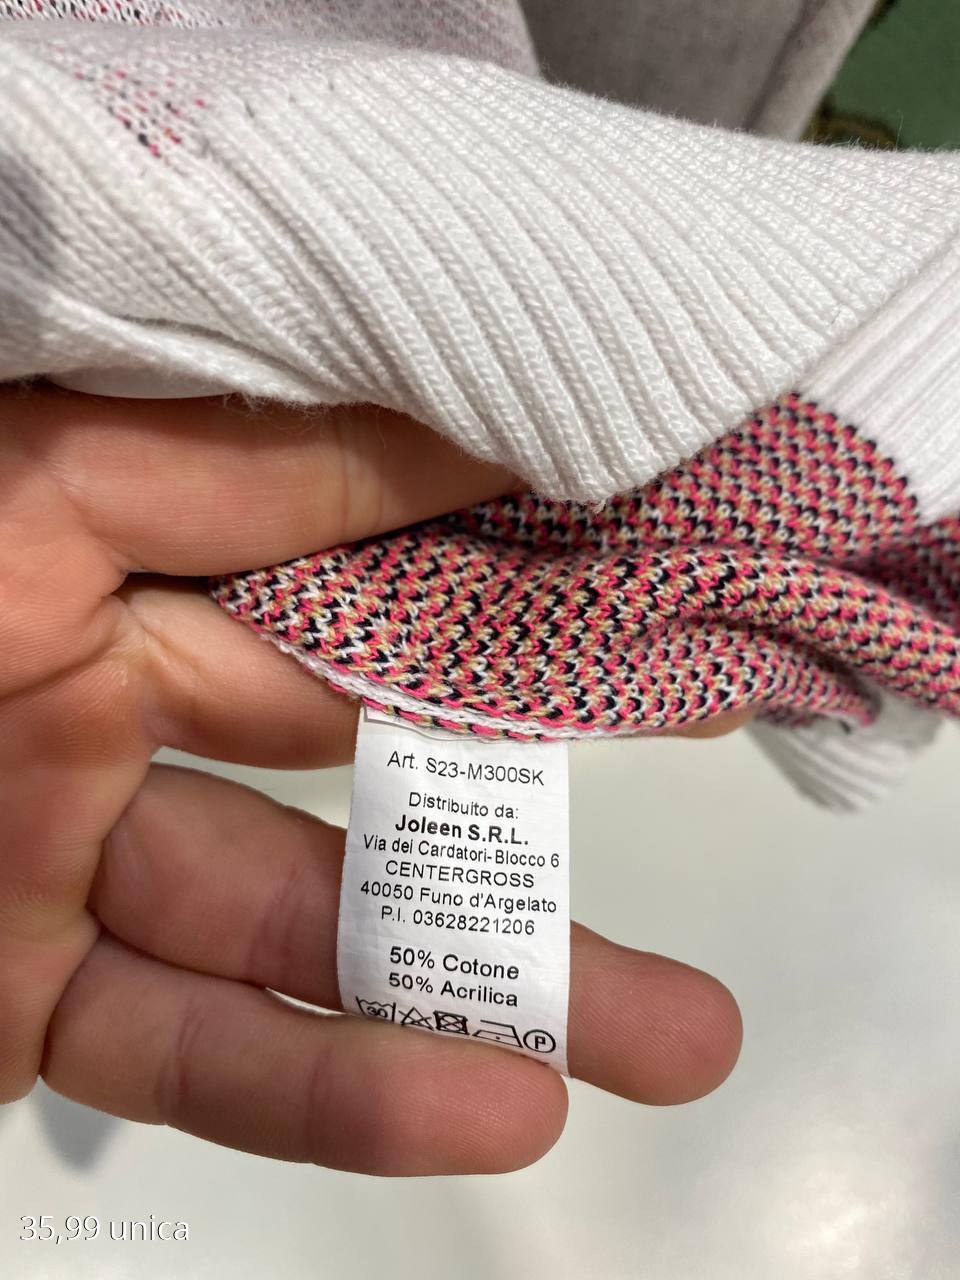 Art. S23-M300SK
Distribuito da:
Joleen S.R.L.
Via dei Cardatori-Blocco 6
CENTERGROSS
40050 Funo d'Argelato
P.I. 03628221206
50% Cotone
50% Acrilica
30 P
35,99 unica